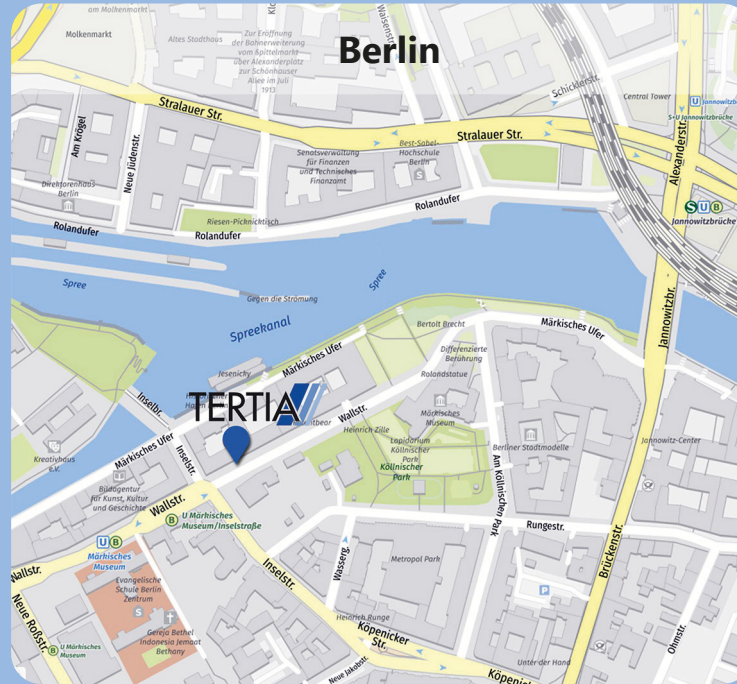 Berlin
am Molkenmarkt
Molkenmarkt
Altes Stadthaus
Zur Eröffnung
der Bahnerweiterung
vom Spittelmarkt
über Alexanderplatz
zur Schönhauser
Allee im Juli
1913
Waisenstr.
Schicklerstr.
Central Tower
U Jannowitzb
S+U Jannowitzbrücke
Alexanderstr.
Stralauer Str.
Stralauer Str.
Am Krögel
Neue Jüdenstr.
Senatsverwaltung
für Finanzen
und Technisches
Finanzamt
Best-Sabel-
Hochschule
Berlin
S
Direktorenhaus
Berlin
S U B
Jannowitzbrücke
Riesen-Picknicktisch
Rolandufer
Rolandufer
Rolandufer
Spree
Spree
Gegen die Strömung
Spreekanal
Jannowitzbr.
Bertolt Brecht
Märkisches Ufer
Märkisches Ufer
Differenzierte
Berührung
Jesenicky
Rolandstatue
Inselbr.
TERTIA
Wallstr.
Märkisches
Museum
Heinrich Zille
Märkisches Ufer
Inselstr.
Lapidarium
Köllnischer
Park
Köllnischer
Park
Berliner Stadtmodelle
Jannowitz-Center
Kreativhaus
e.V.
Bildagentur
für Kunst, Kultur
und Geschichte
Am Köllnischen Park
Wallstr.
B U Märkisches
Museum/Inselstraße
Rungestr.
U B
Märkisches
Museum
Wallstr.
Inselstr.
Wasserg.
Metropol Park
Brückenstr.
Evangelische
Schule Berlin
Zentrum
S
P
Neue Roßstr.
Heinrich Runge
Gereja Bethel
Indonesia Jemaat
Bethany
Köpenicker
Str.
Ohmstr.
B U Märkisches
Museum
Neue Jakobstr.
Unter der Hand
Köpenic